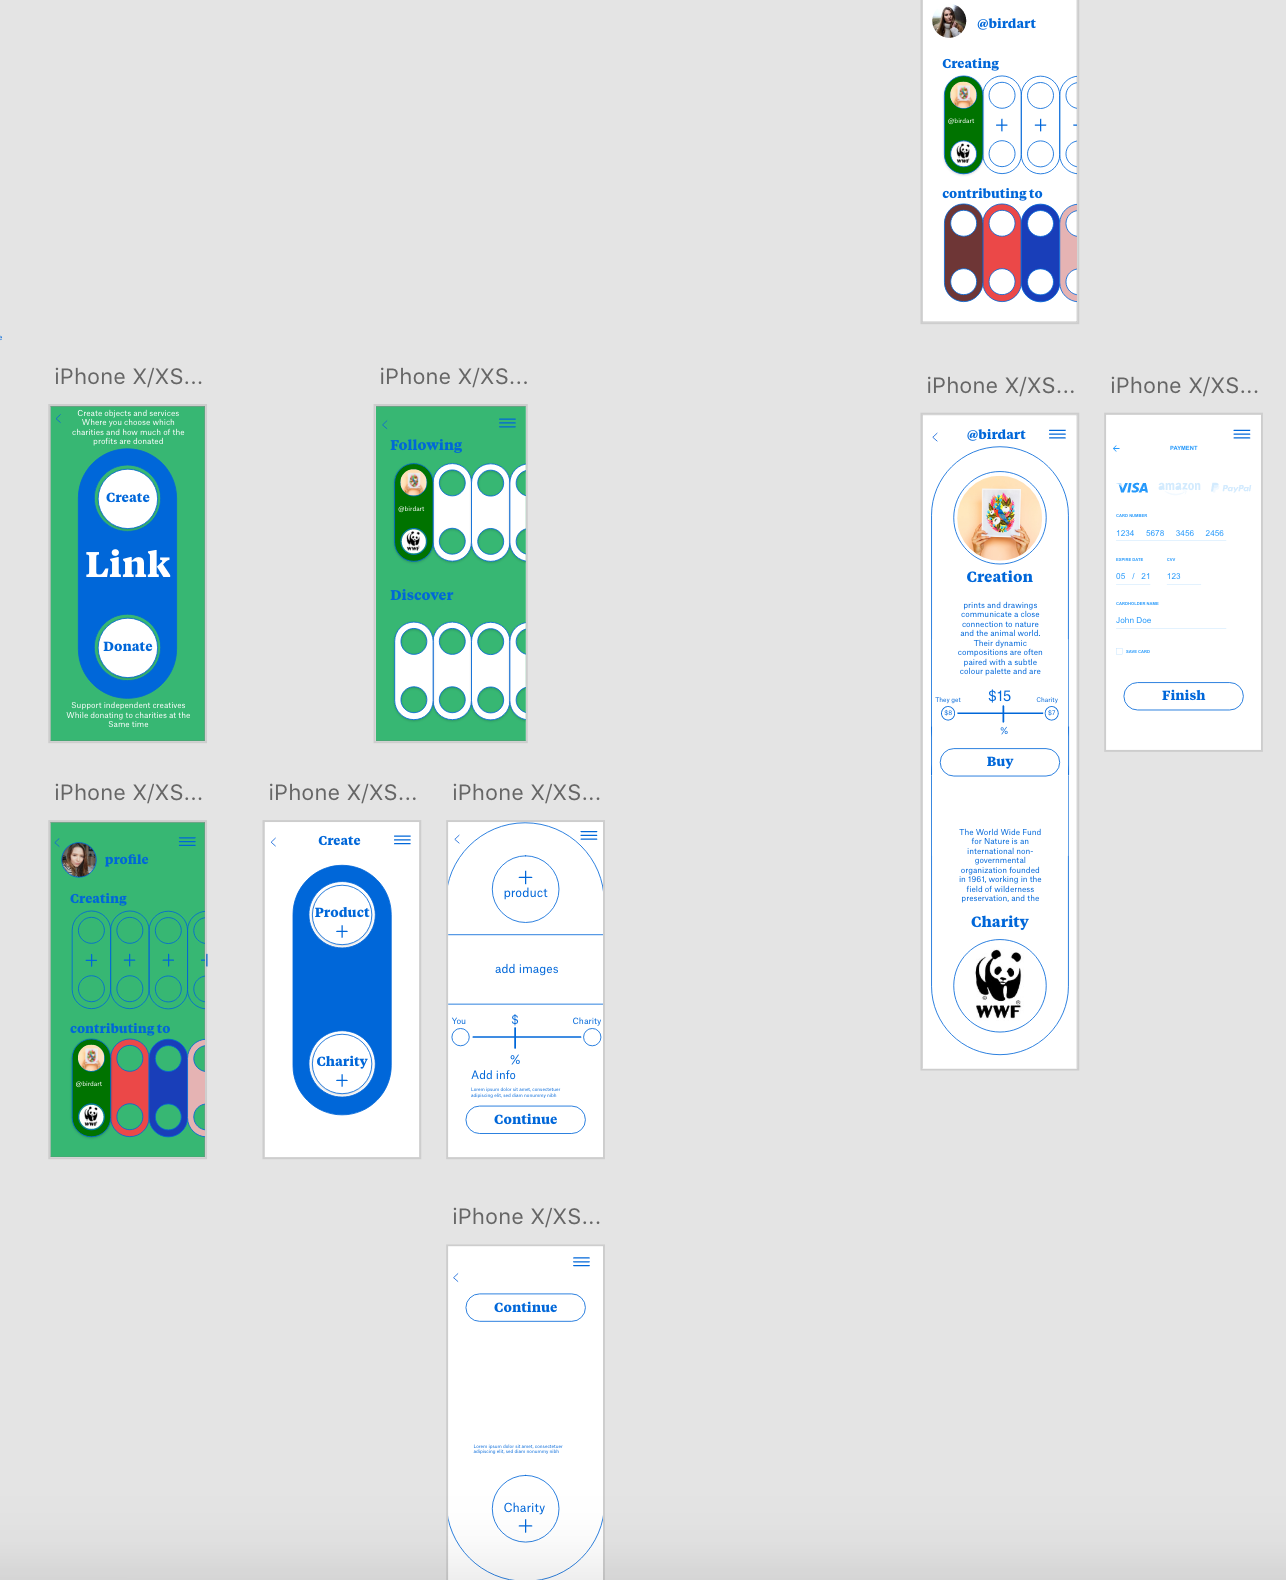 @birdart
Creating
@birdart
WWF
contributing to
iPhone X/XS...
Create objects and services
Where you choose which
charities and how much of the
profits are donated
Create
Link
Donate
Support independent creatives
While donating to charities at the
Same time
iPhone X/XS...
Following
@birdart
WWF
Discover
iPhone X/XS...
@birdart
Creation
prints and drawings
communicate a close
connection to nature
and the animal world.
Their dynamic
compositions are often
paired with a subtle
colour palette and are
They get
$15
Charity
$8
$7
%
Buy
The World Wide Fund
for Nature is an
international non-
governmental
organization founded
in 1961, working in the
field of wilderness
preservation, and the
Charity
WWF
iPhone X/XS...
PAYMENT
VISA
amazon
PayPal
CARD NUMBER
1234 5678 3456 2456
EXPIRE DATE
CVV
05 / 21
123
CARDHOLDER NAME
John Doe
SAVE CARD
Finish
iPhone X/XS...
profile
Creating
contributing to
@birdart
WWF
iPhone X/XS...
Create
Product
Charity
iPhone X/XS...
product
add images
You
$
Charity
%
Add info
Lorem ipsum dolor sit amet, consectetuer
adipiscing elit, sed diam nonummy nibh
Continue
iPhone X/XS...
Continue
Lorem ipsum dolor sit amet, consectetuer
adipiscing elit, sed diam nonummy nibh
Charity